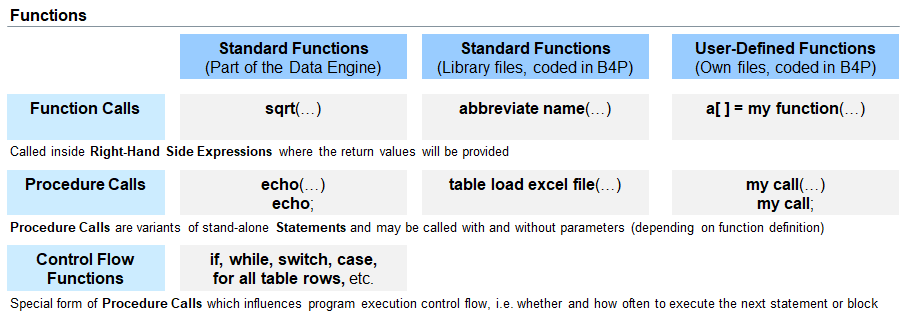 Functions
Standard Functions
(Part of the Data Engine)
Standard Functions
(Library files, coded in B4P)
User-Defined Functions
(Own files, coded in B4P)
Function Calls
sqrt(…)
abbreviate name(…)
a[ ] = my function(…)
Called inside Right-Hand Side Expressions where the return values will be provided
Procedure Calls
echo(…)
echo;
table load excel file(…)
my call(…)
my call;
Procedure Calls are variants of stand-alone Statements and may be called with and without parameters (depending on function definition)
Control Flow
Functions
if, while, switch, case,
for all table rows, etc.
Special form of Procedure Calls which influences program execution control flow, i.e. whether and how often to execute the next statement or block